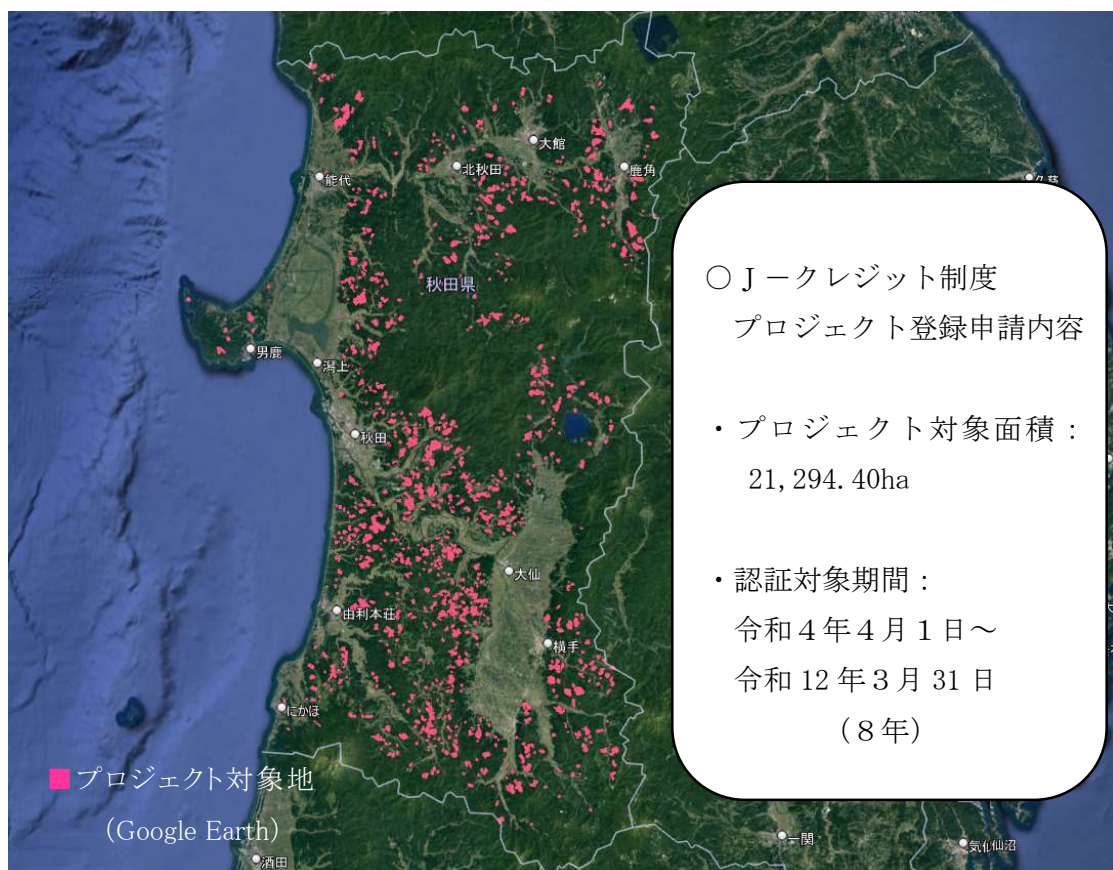 大館
北秋田
鹿角
能代
秋田県
男鹿
潟上
秋田
大仙
由利本荘
横手
にかほ
一関
気仙沼
酒田
■プロジェクト対象地
(Google Earth)
○Ｊ－クレジット制度
プロジェクト登録申請内容
・プロジェクト対象面積：
21,294.40ha
・認証対象期間：
令和４年４月１日～
令和 12 年３月 31 日
（８年）